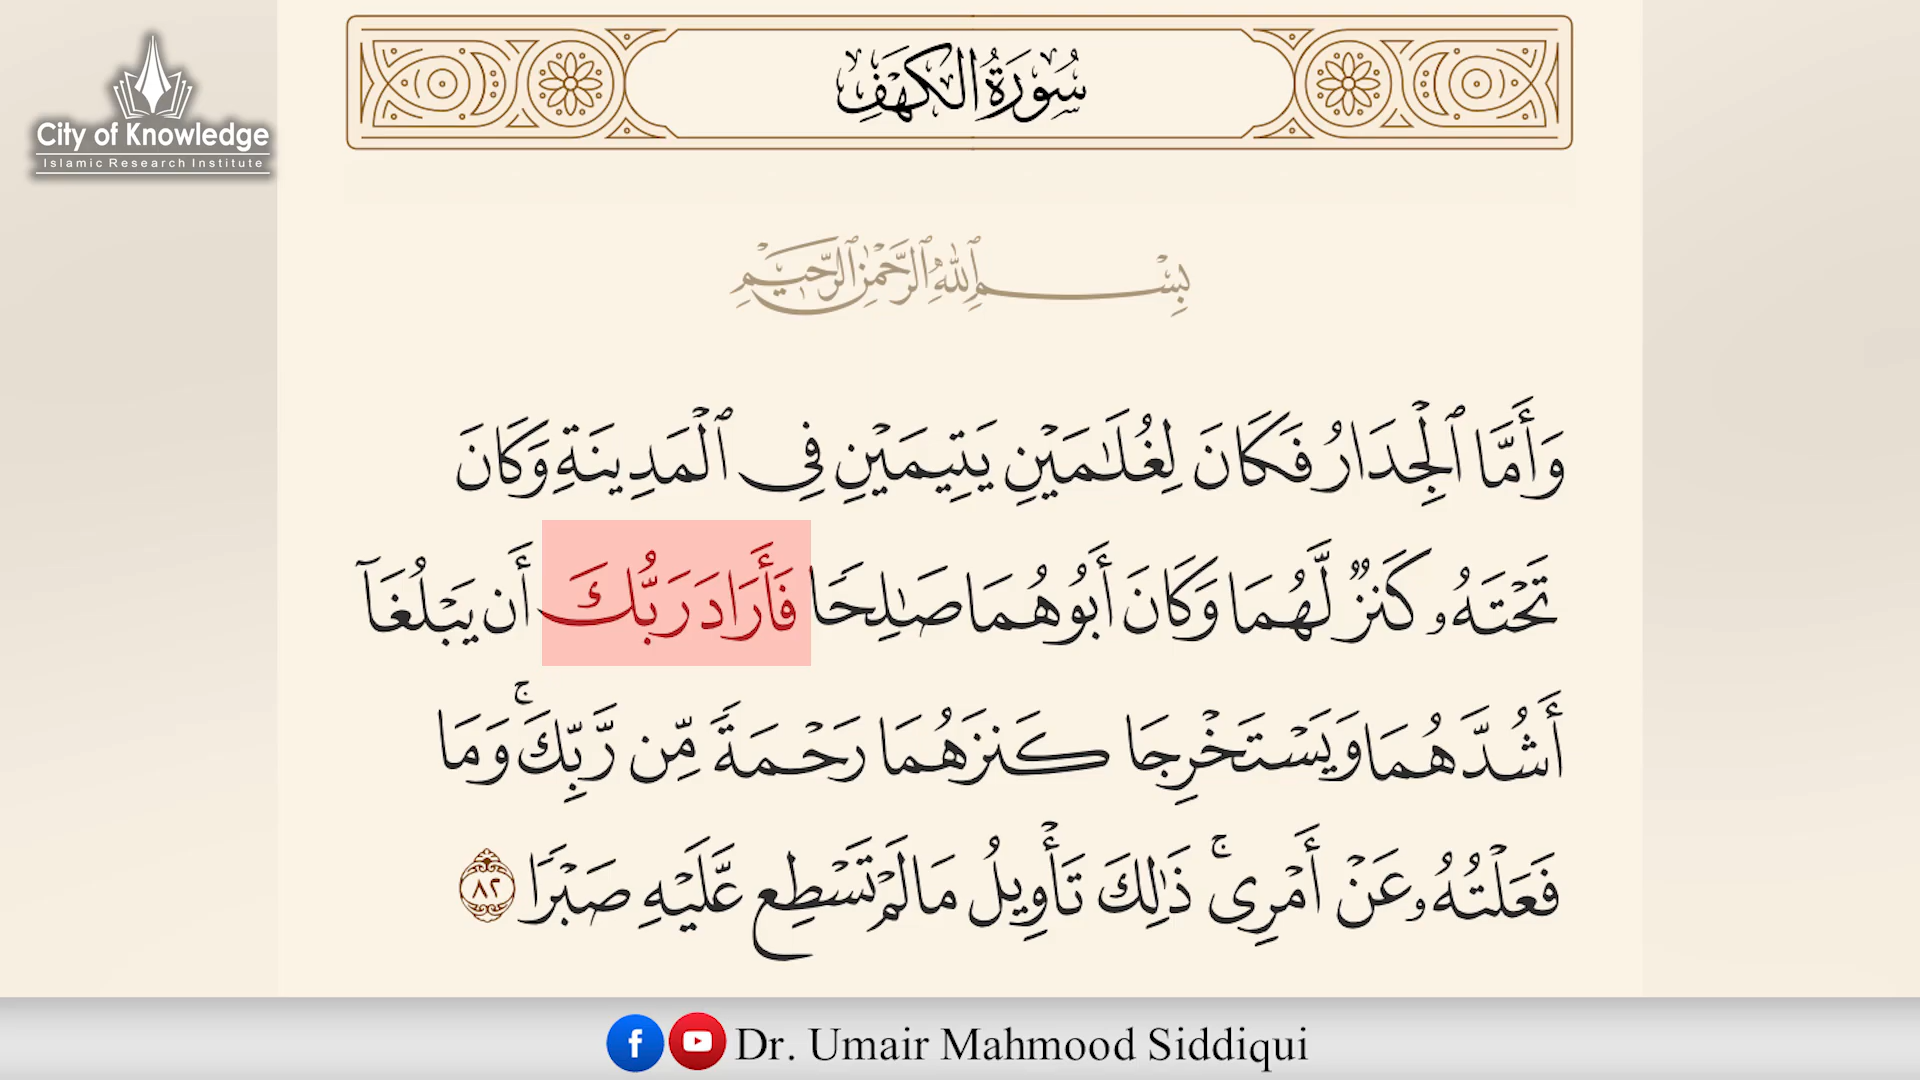 City of Knowledge
Islamic Research Institute
سُورَةُ الكَهۡفِ
بِسۡمِ ٱللَّهِ ٱلرَّحۡمَٰنِ ٱلرَّحِيمِ
وَأَمَّا ٱلۡجِدَارُ فَكَانَ لِغُلَٰمَيۡنِ يَتِيمَيۡنِ فِي ٱلۡمَدِينَةِ وَكَانَ
تَحۡتَهُۥ كَنزٞ لَّهُمَا وَكَانَ أَبُوهُمَا صَٰلِحٗا فَأَرَادَ رَبُّكَ أَن يَبۡلُغَآ
أَشُدَّهُمَا وَيَسۡتَخۡرِجَا كَنزَهُمَا رَحۡمَةٗ مِّن رَّبِّكَۚ وَمَا
فَعَلۡتُهُۥ عَنۡ أَمۡرِيۚ ذَٰلِكَ تَأۡوِيلُ مَا لَمۡ تَسۡطِع عَّلَيۡهِ صَبۡرٗا ٨٢
Dr. Umair Mahmood Siddiqui